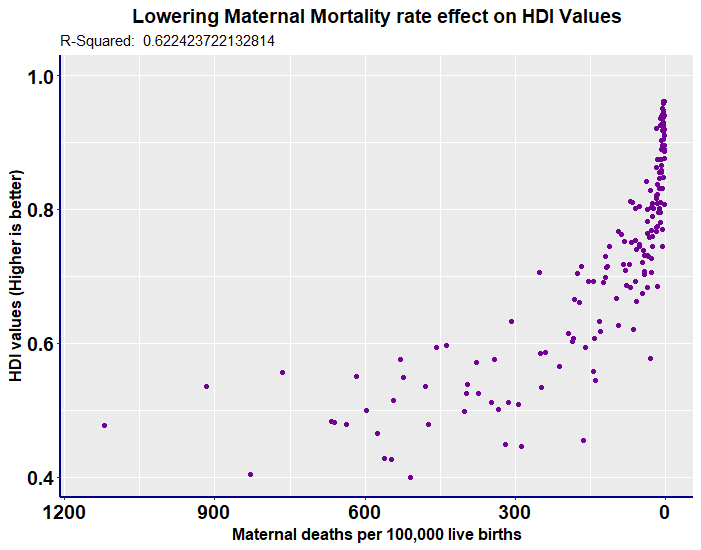 Lowering Maternal Mortality rate effect on HDI Values
R-Squared:  0.622423722132814
1.0
0.8
0.6
0.4
HDI values (Higher is better)
1200 900 600 300 0
Maternal deaths per 100,000 live births